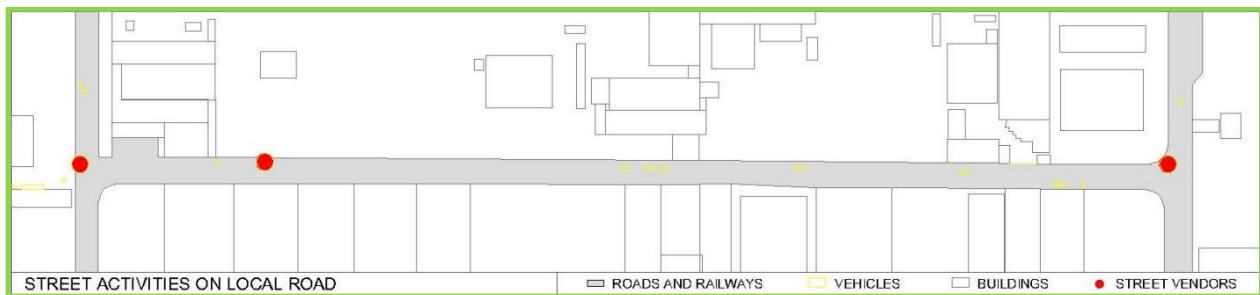 STREET ACTIVITIES ON LOCAL ROAD
ROADS AND RAILWAYS
VEHICLES
BUILDINGS
STREET VENDORS